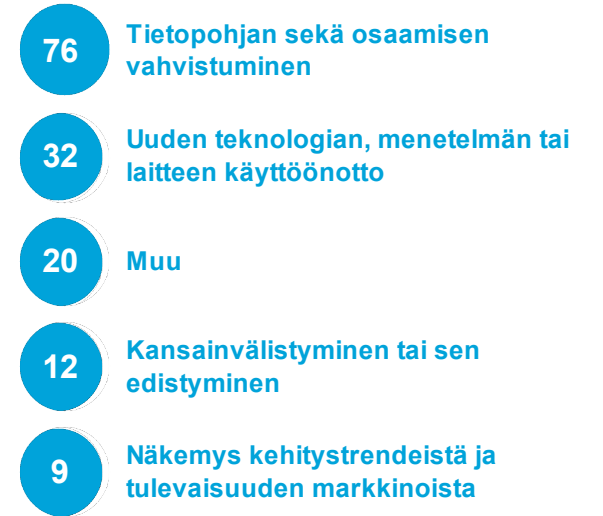 76
Tietopohjan sekä osaamisen
vahvistuminen
32
Uuden teknologian, menetelmän tai
laitteen käyttöönotto
20
Muu
12
Kansainvälistyminen tai sen
edistyminen
9
Näkemys kehitystrendeistä ja
tulevaisuuden markkinoista